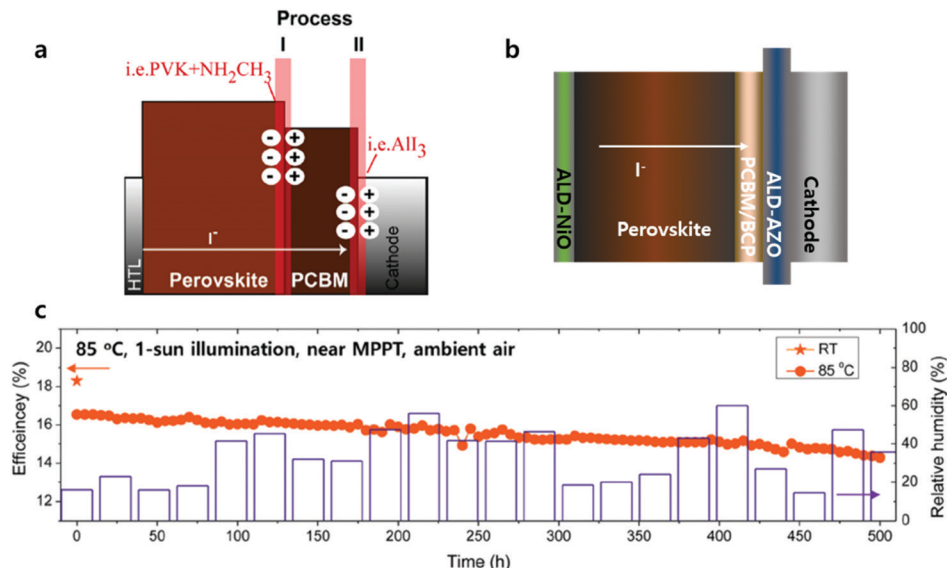 a
Process
I II
i.e.PVK+NH2CH3
i.e.AlI3
- +
- +
- +
- +
- +
- +
I-
HTL
Perovskite
PCBM
Cathode
b
ALD-NiO
I-
Perovskite
PCBM/BCP
ALD-AZO
Cathode
c
85 °C, 1-sun illumination, near MPPT, ambient air
RT
85 °C
Efficeincey (%)
20
18
16
14
12
Relative humidity (%)
100
80
60
40
20
0
0 50 100 150 200 250 300 350 400 450 500
Time (h)